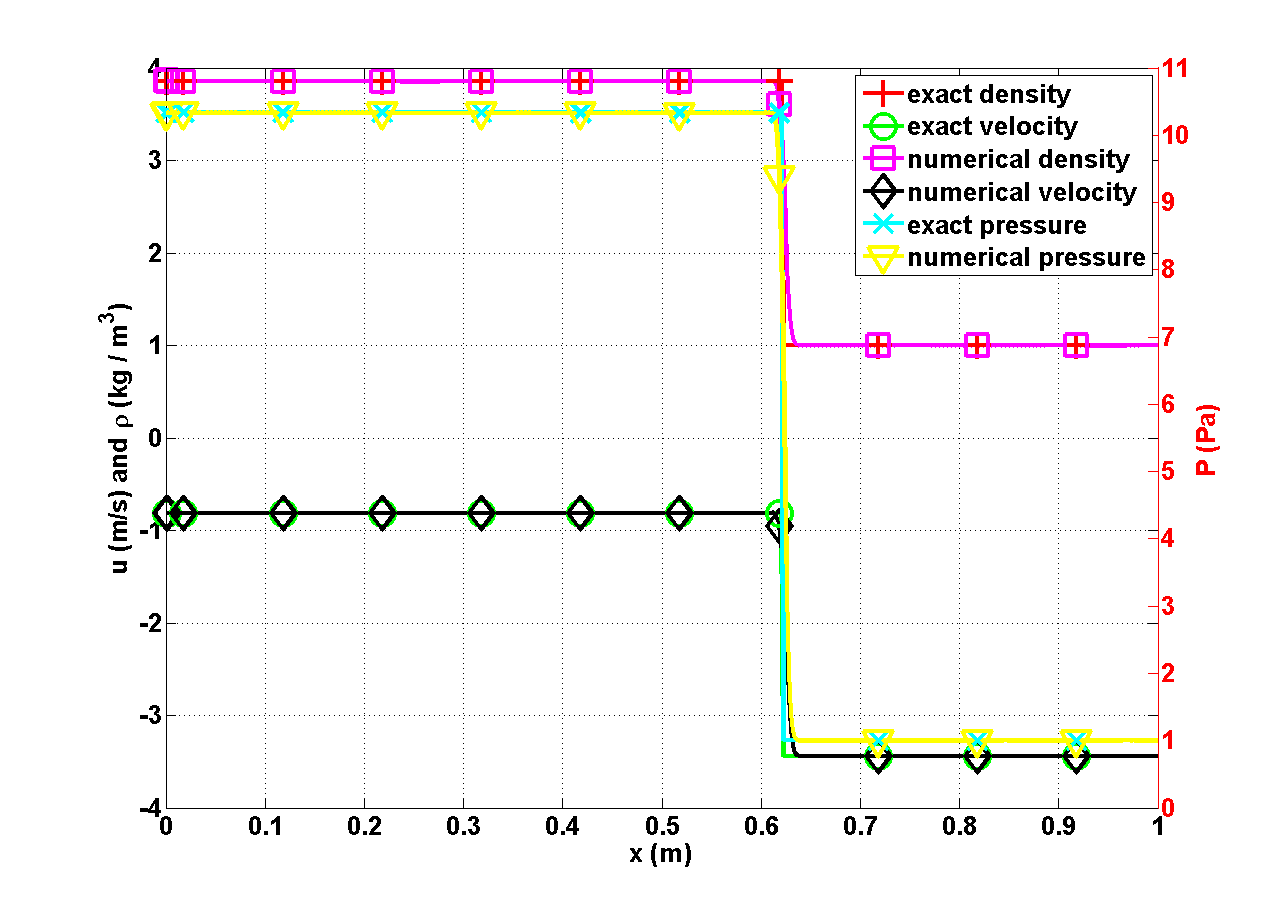 4
3
2
1
0
-1
-2
-3
-4
u (m/s) and ρ (kg / m³)
11
10
9
8
7
6
5
4
3
2
1
0
P (Pa)
exact density
exact velocity
numerical density
numerical velocity
exact pressure
numerical pressure
0 0.1 0.2 0.3 0.4 0.5 0.6 0.7 0.8 0.9 1
x (m)